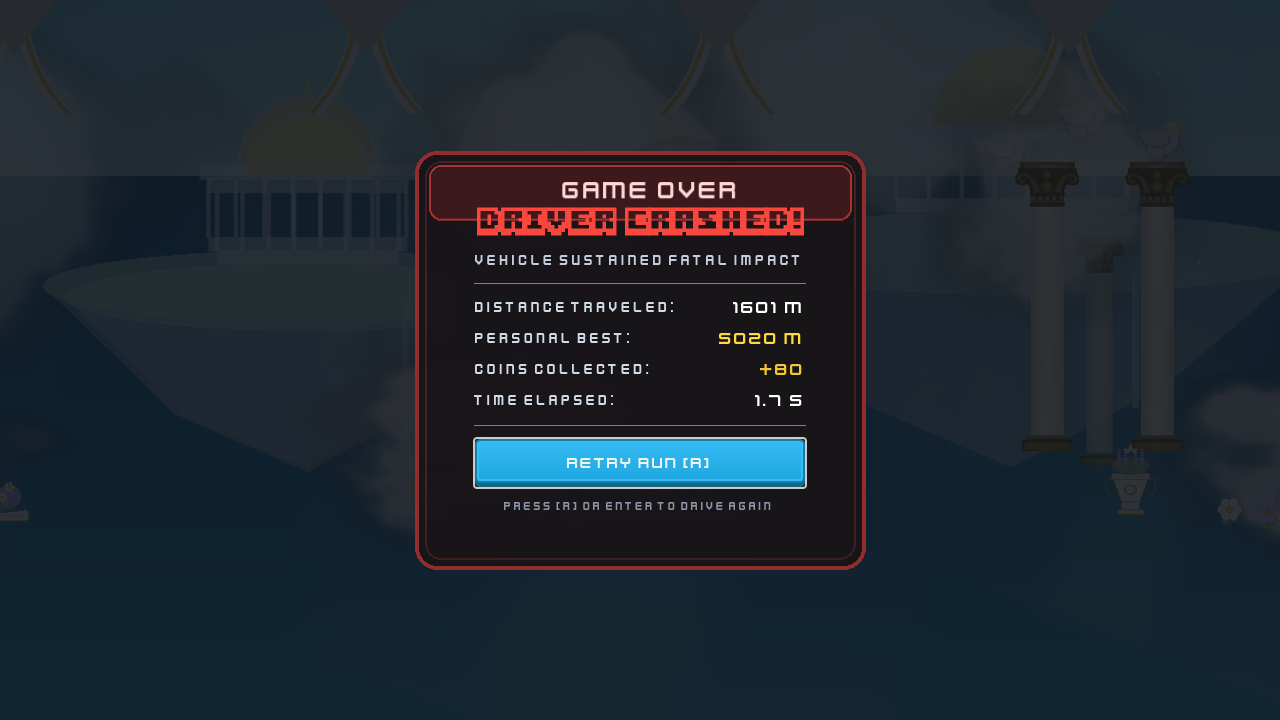 GAME OVER
DRIVER CRASHED!
VEHICLE SUSTAINED FATAL IMPACT
DISTANCE TRAVELED: 1601 M
PERSONAL BEST: 5020 M
COINS COLLECTED: +80
TIME ELAPSED: 1.7 S
RETRY RUN [R]
PRESS [R] OR ENTER TO DRIVE AGAIN